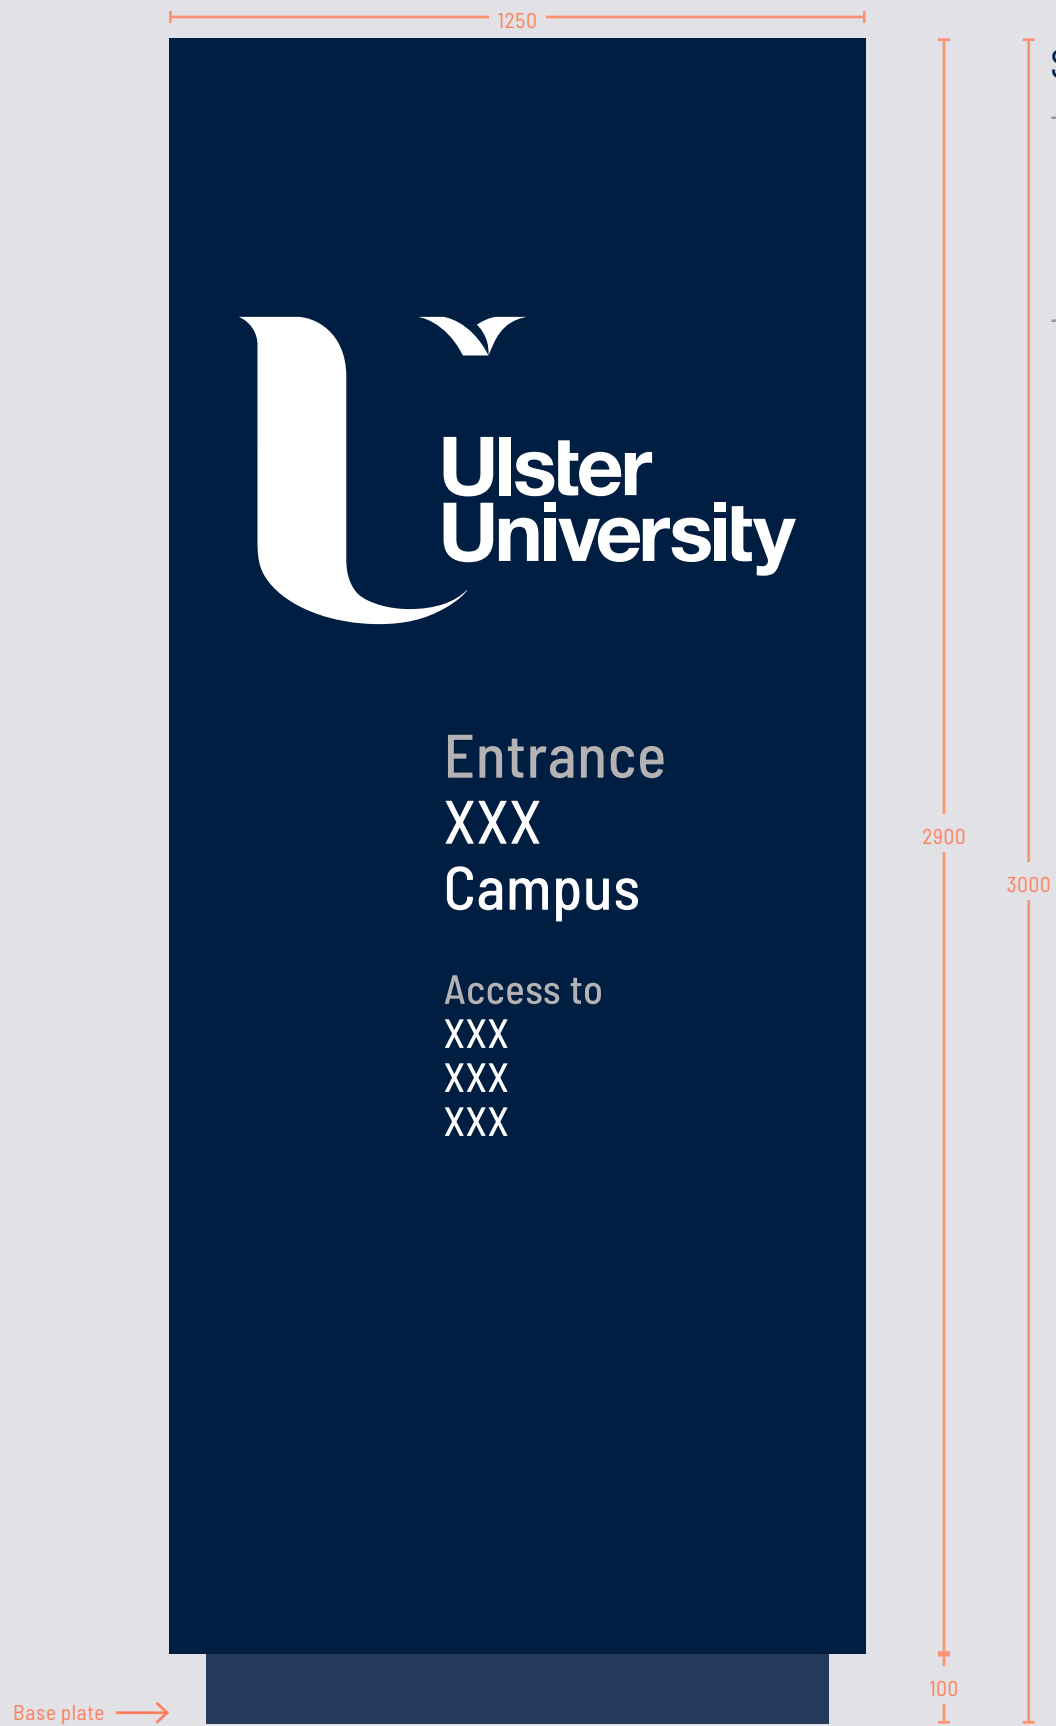 1250
Ulster
University
Entrance
XXX
Campus
2900
3000
Access to
XXX
XXX
XXX
100
Base plate